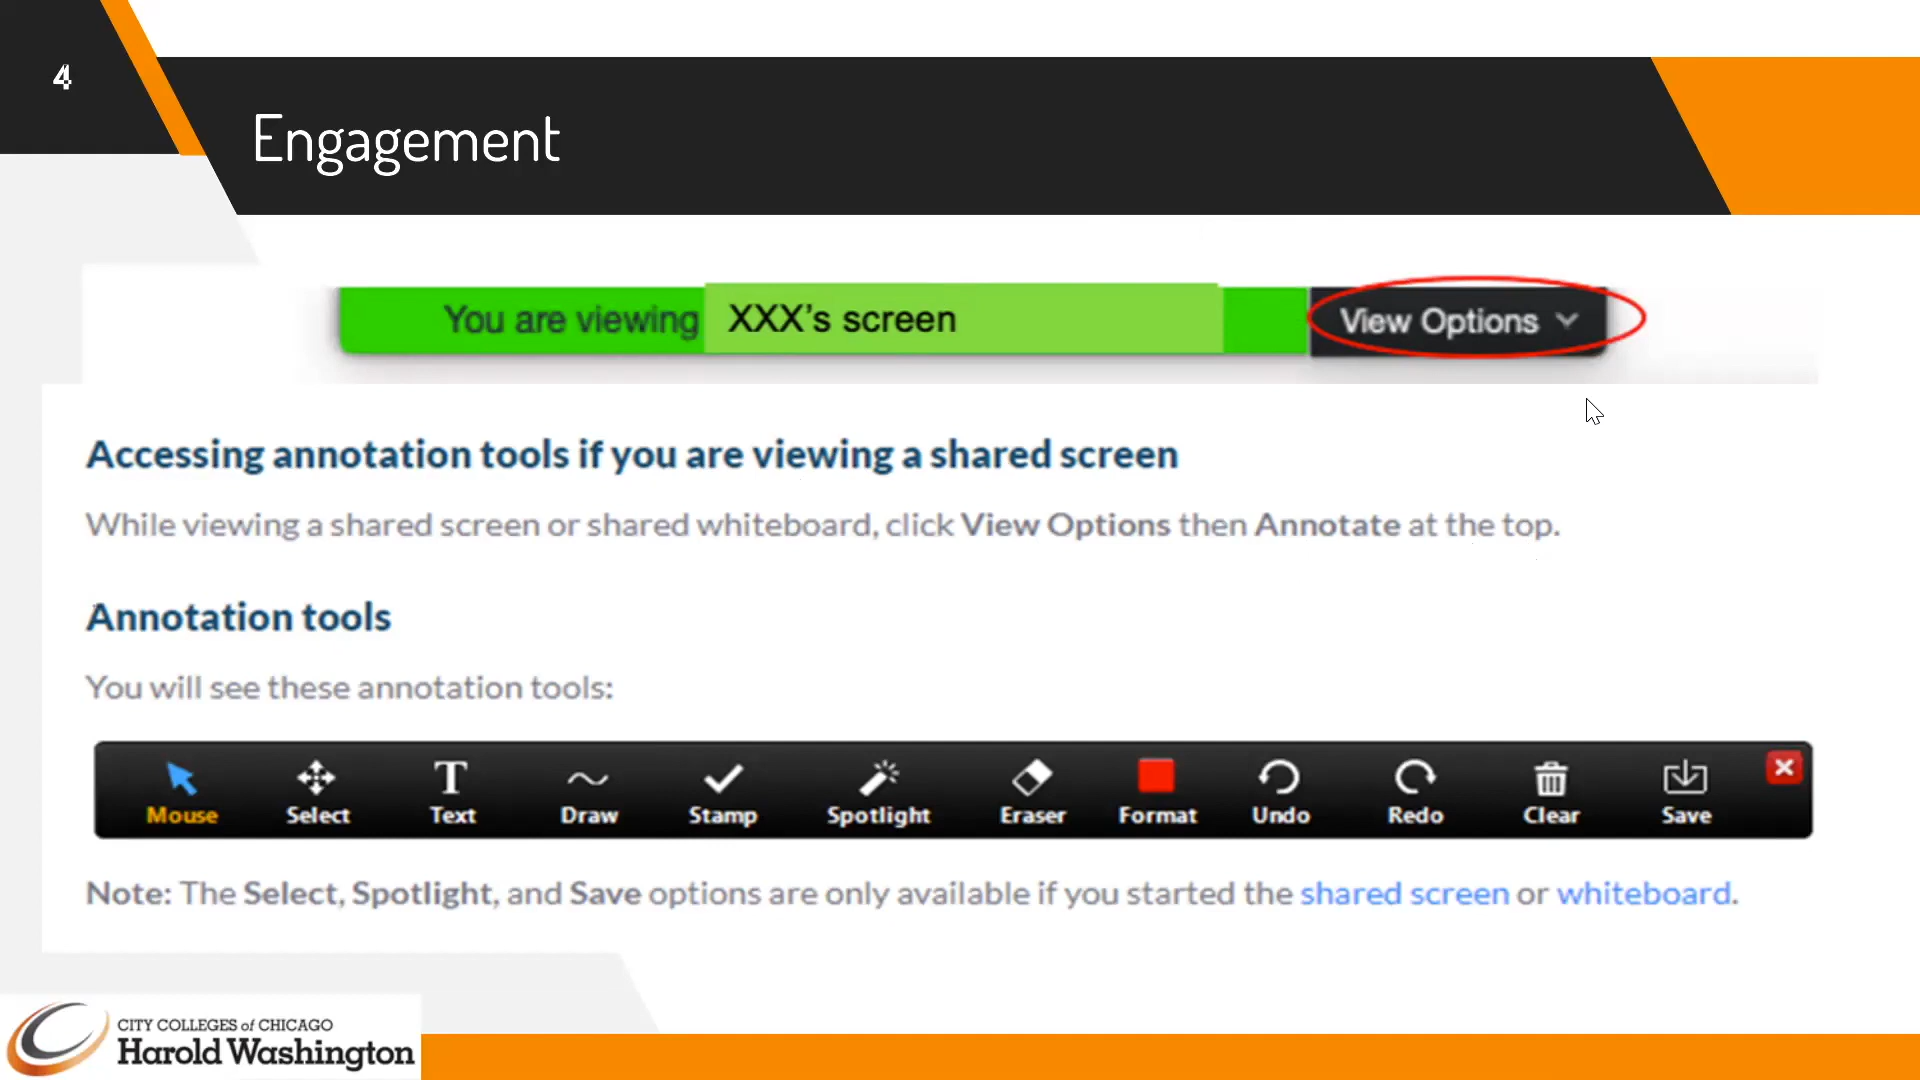 4
Engagement
You are viewing XXX's screen View Options
Accessing annotation tools if you are viewing a shared screen
While viewing a shared screen or shared whiteboard, click View Options then Annotate at the top.
Annotation tools
You will see these annotation tools:
Mouse Select Text Draw Stamp Spotlight Eraser Format Undo Redo Clear Save
Note: The Select, Spotlight, and Save options are only available if you started the shared screen or whiteboard.
CITY COLLEGES of CHICAGO
Harold Washington